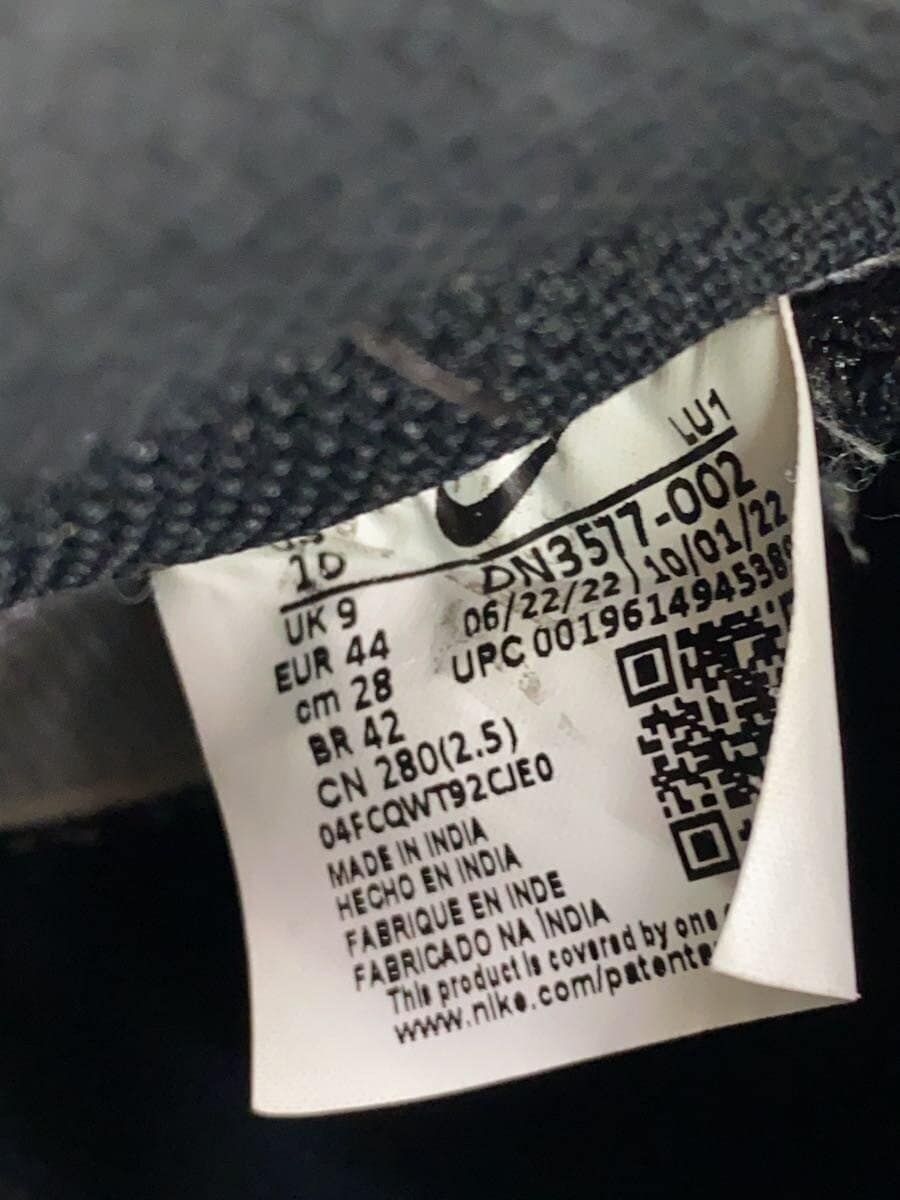 LU1
10
DN3577-002
UK 9
06/22/22 10/01/22
EUR 44
UPC 00196149453
cm 28
BR 42
CN 280(2.5)
04FCQWT92CJE0
MADE IN INDIA
HECHO EN INDIA
FABRIQUE EN INDE
FABRICADO NA ÍNDIA
This product is covered by one
www.nike.com/patents